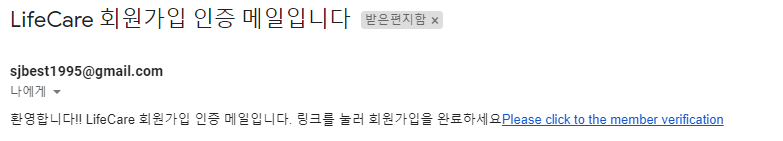 LifeCare 회원가입 인증 메일입니다 받은편지함 x
sjbest1995@gmail.com
나에게
환영합니다!! LifeCare 회원가입 인증 메일입니다. 링크를 눌러 회원가입을 완료하세요Please click to the member verification